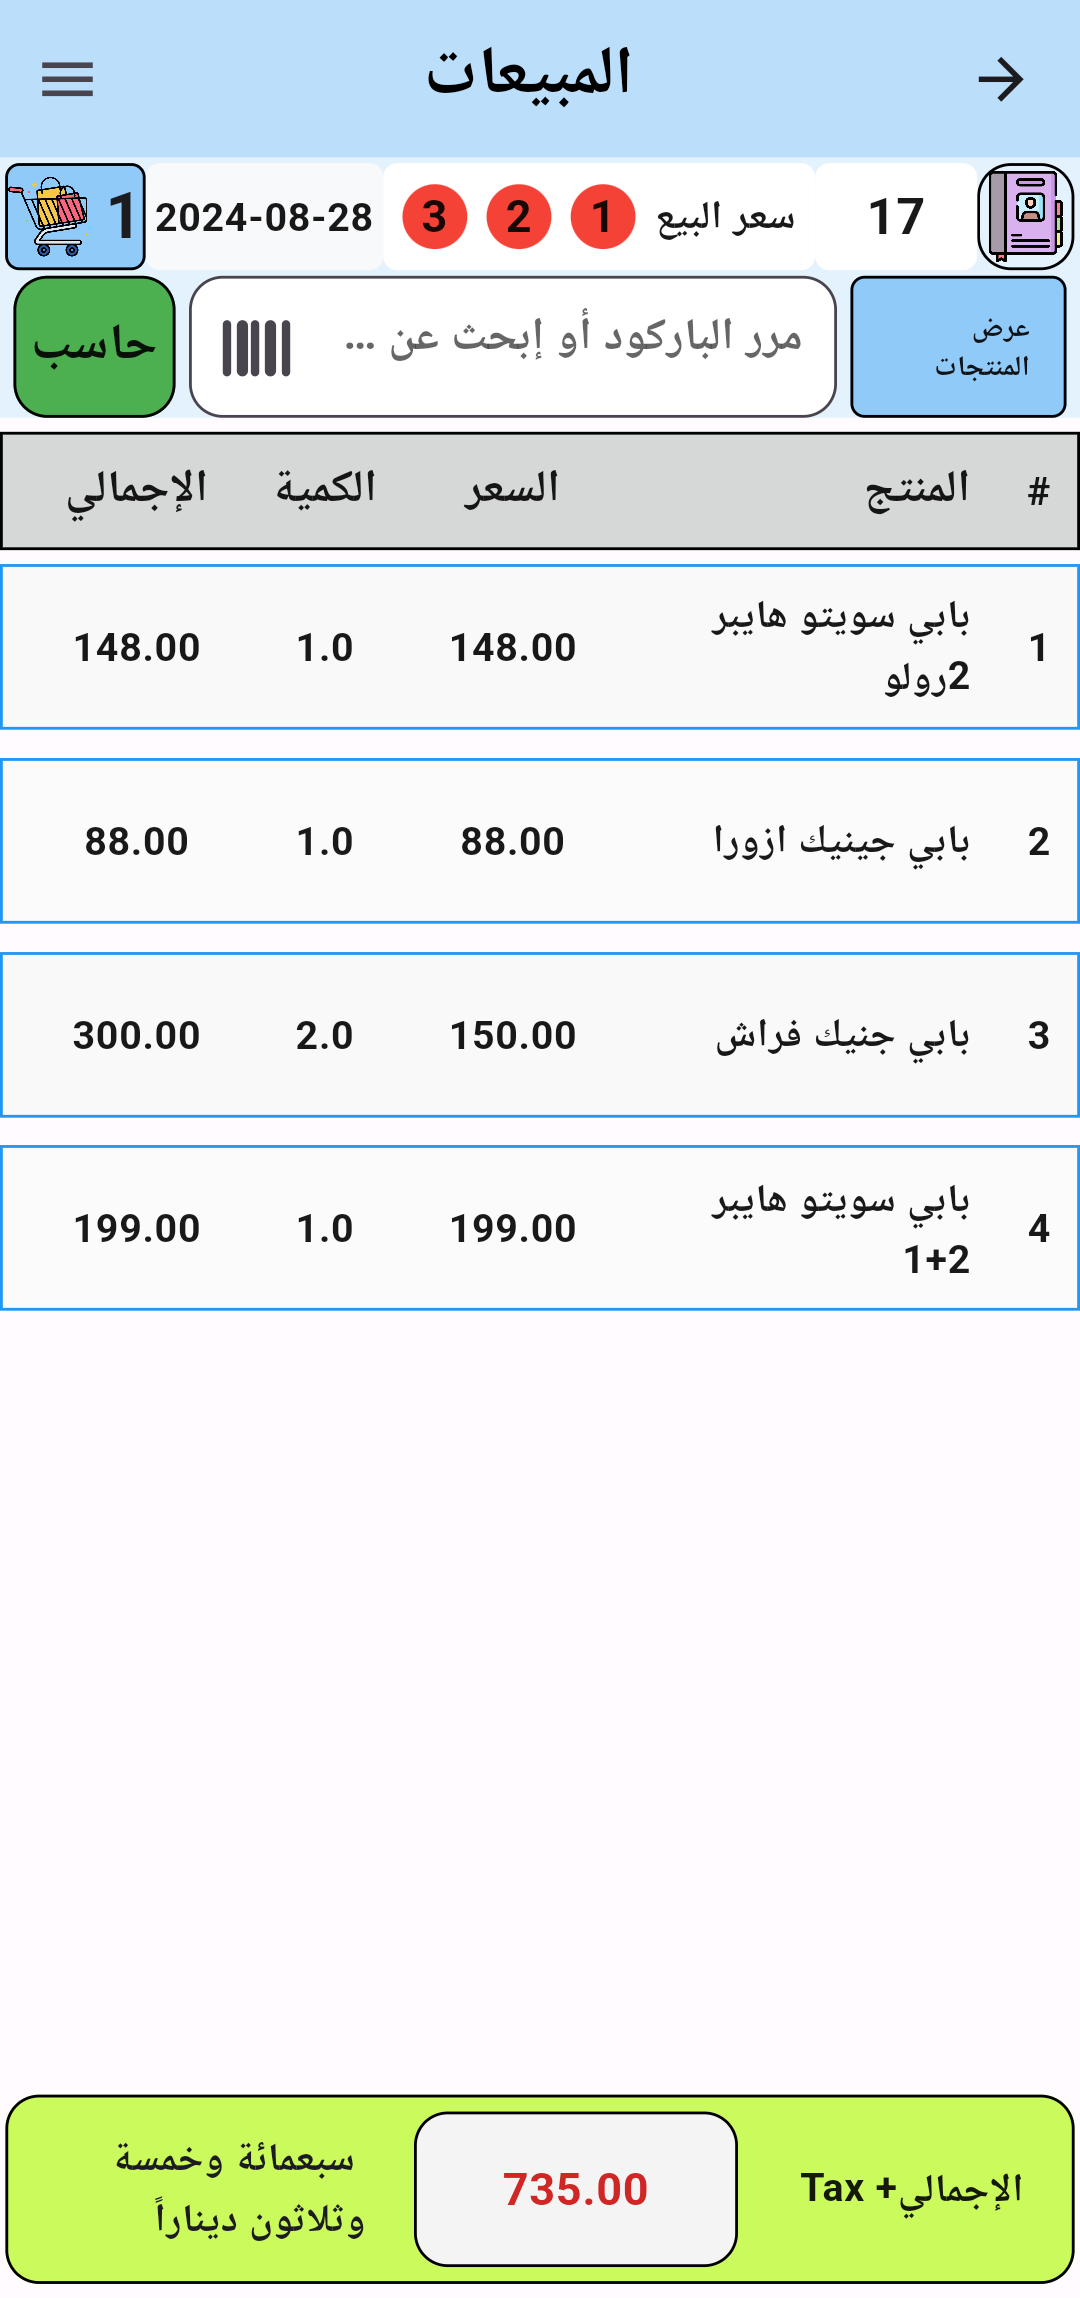 المبيعات
17
سعر البيع 1 2 3
2024-08-28
1
عرض
المنتجات
مرر الباركود أو إبحث عن ...
حاسب
# المنتج السعر الكمية الإجمالي
1 بابي سويتو هايبر 148.00 1.0 148.00
2رولو
2 بابي جينيك ازورا 88.00 1.0 88.00
3 بابي جنيك فراش 150.00 2.0 300.00
4 بابي سويتو هايبر 199.00 1.0 199.00
1+2
الإجمالي+ Tax
735.00
سبعمائة وخمسة
وثلاثون ديناراً